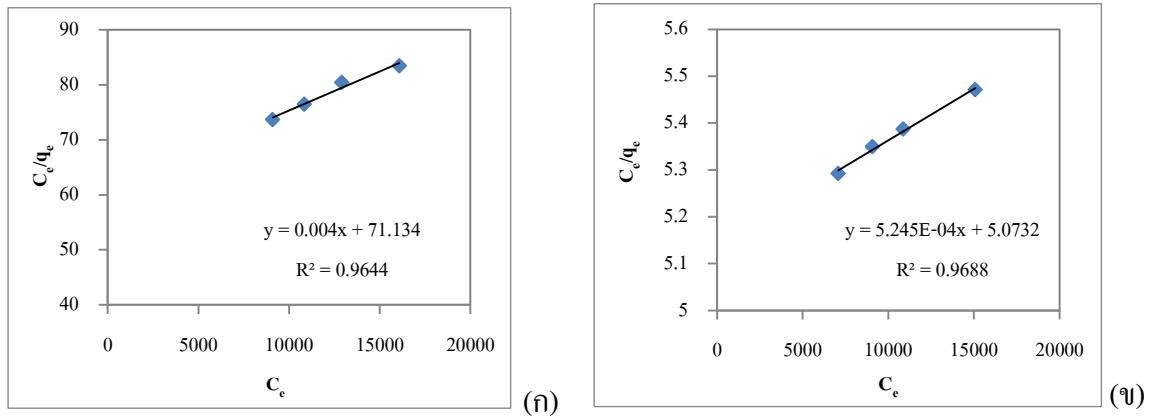 90
80
70
60
50
40
Cₑ/qₑ
y = 0.004x + 71.134
R² = 0.9644
0 5000 10000 15000 20000
Cₑ
(ก)
5.6
5.5
5.4
5.3
5.2
5.1
5
Cₑ/qₑ
y = 5.245E-04x + 5.0732
R² = 0.9688
0 5000 10000 15000 20000
Cₑ
(ข)